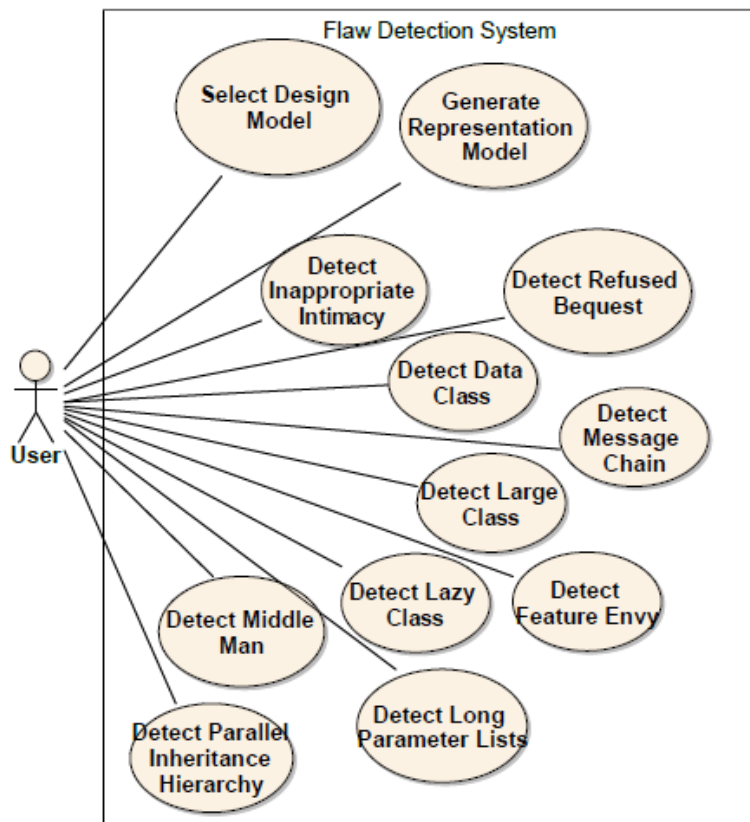 Flaw Detection System
Select Design
Model
Generate
Representation
Model
Detect
Inappropriate
Intimacy
Detect Refused
Bequest
Detect Data
Class
Detect
Message
Chain
User
Detect Large
Class
Detect Lazy
Class
Detect
Feature Envy
Detect Middle
Man
Detect Long
Parameter Lists
Detect Parallel
Inheritance
Hierarchy